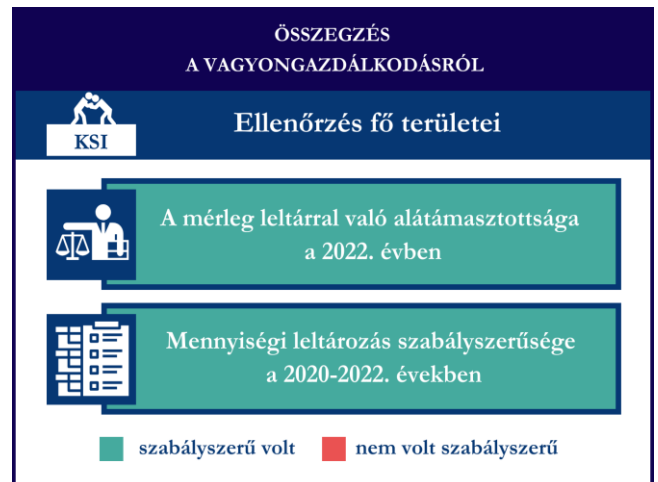 ÖSSZEGZÉS
A VAGYONGAZDÁLKODÁSRÓL
KSI
Ellenőrzés fő területei
A mérleg leltárral való alátámasztottsága
a 2022. évben
Mennyiségi leltározás szabályszerűsége
a 2020-2022. években
szabályszerű volt
nem volt szabályszerű